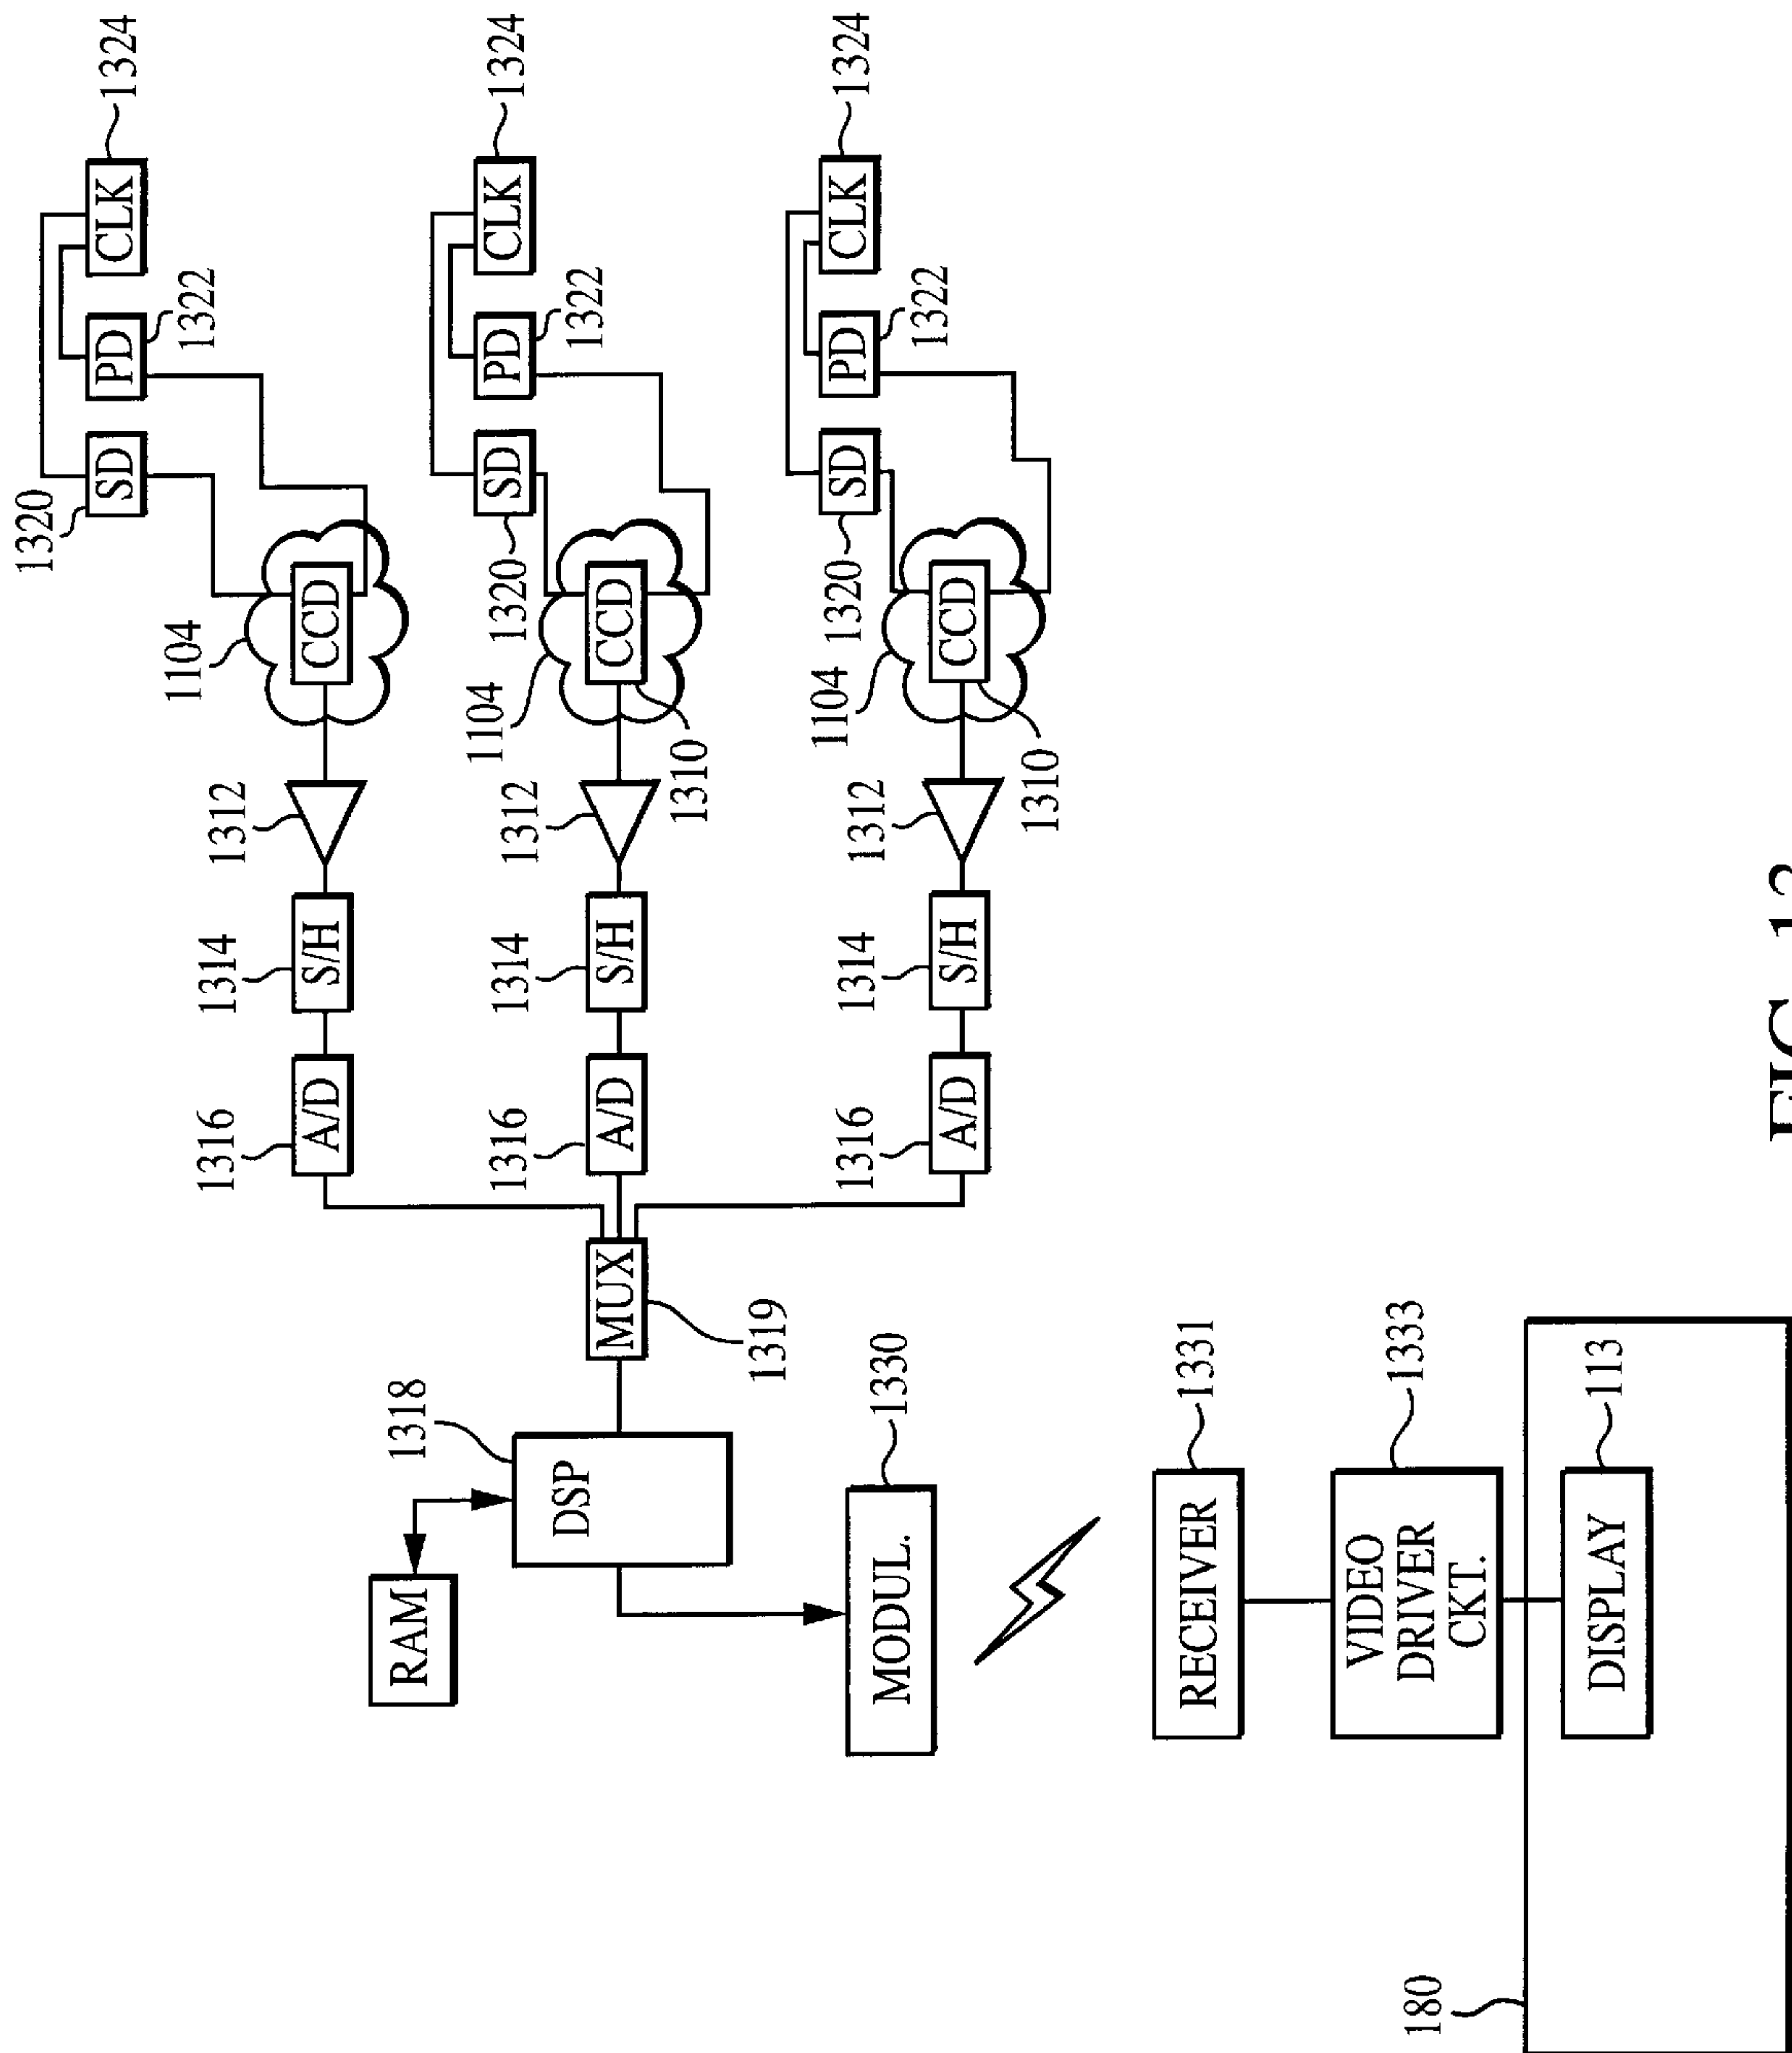 1320
SD
PD
1322
CLK
1324
1104
CCD
1312
1314
S/H
1316
A/D
1320
SD
PD
1322
CLK
1324
1104
CCD
1310
1312
1314
S/H
1316
A/D
1320
SD
PD
1322
CLK
1324
1104
CCD
1310
1312
1314
S/H
1316
A/D
MUX
1319
1318
DSP
RAM
MODUL.
1330
RECEIVER
1331
VIDEO
DRIVER
CKT.
1333
180
DISPLAY
113
FIG.